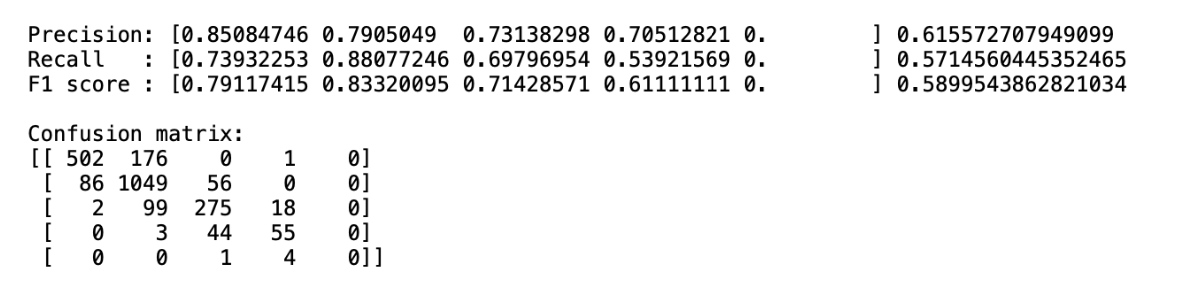 Precision: [0.85084746 0.7905049  0.73138298 0.70512821 0.        ] 0.615572707949099
Recall   : [0.73932253 0.88077246 0.69796954 0.53921569 0.        ] 0.5714560445352465
F1 score : [0.79117415 0.83320095 0.71428571 0.61111111 0.        ] 0.5899543862821034
Confusion matrix:
[[ 502  176    0    1    0]
 [  86 1049   56    0    0]
 [   2   99  275   18    0]
 [   0    3   44   55    0]
 [   0    0    1    4    0]]